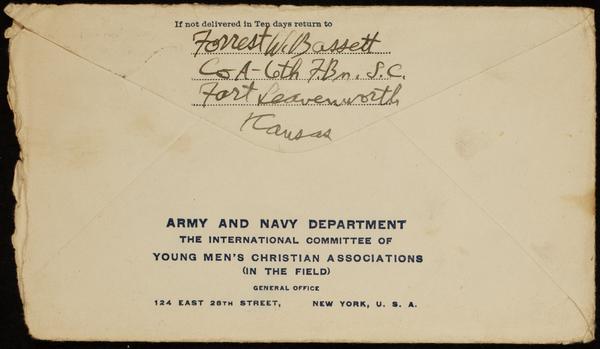 If not delivered in Ten days return to
Forrest W. Bassett
Co A-6th F.Bn. S.C.
Fort Leavenworth
Kansas
ARMY AND NAVY DEPARTMENT
THE INTERNATIONAL COMMITTEE OF
YOUNG MEN'S CHRISTIAN ASSOCIATIONS
(IN THE FIELD)
GENERAL OFFICE
124 EAST 28TH STREET, NEW YORK, U. S. A.